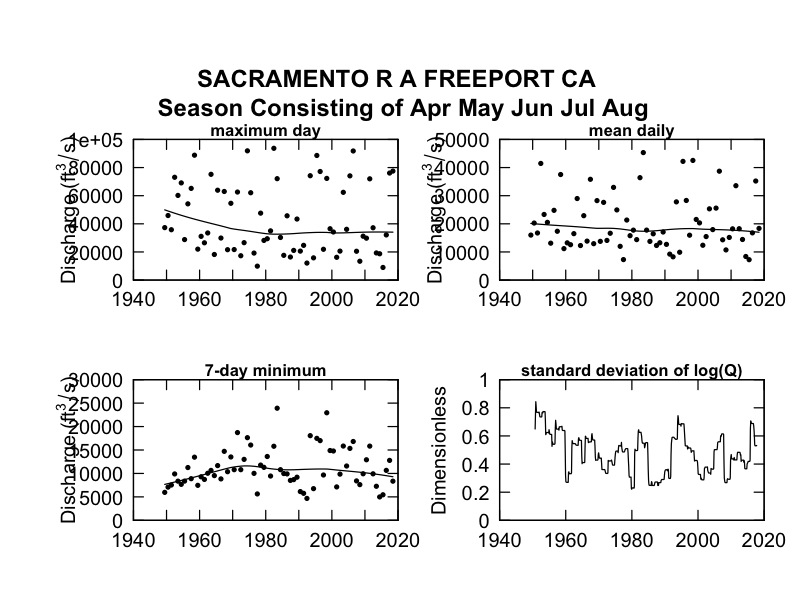 SACRAMENTO R A FREEPORT CA
Season Consisting of Apr May Jun Jul Aug
maximum day
Discharge (ft³/s)
1e+05
80000
60000
40000
20000
0
1940 1960 1980 2000 2020
mean daily
Discharge (ft³/s)
50000
40000
30000
20000
10000
0
1940 1960 1980 2000 2020
7-day minimum
Discharge (ft³/s)
30000
25000
20000
15000
10000
5000
0
1940 1960 1980 2000 2020
standard deviation of log(Q)
Dimensionless
1
0.8
0.6
0.4
0.2
0
1940 1960 1980 2000 2020